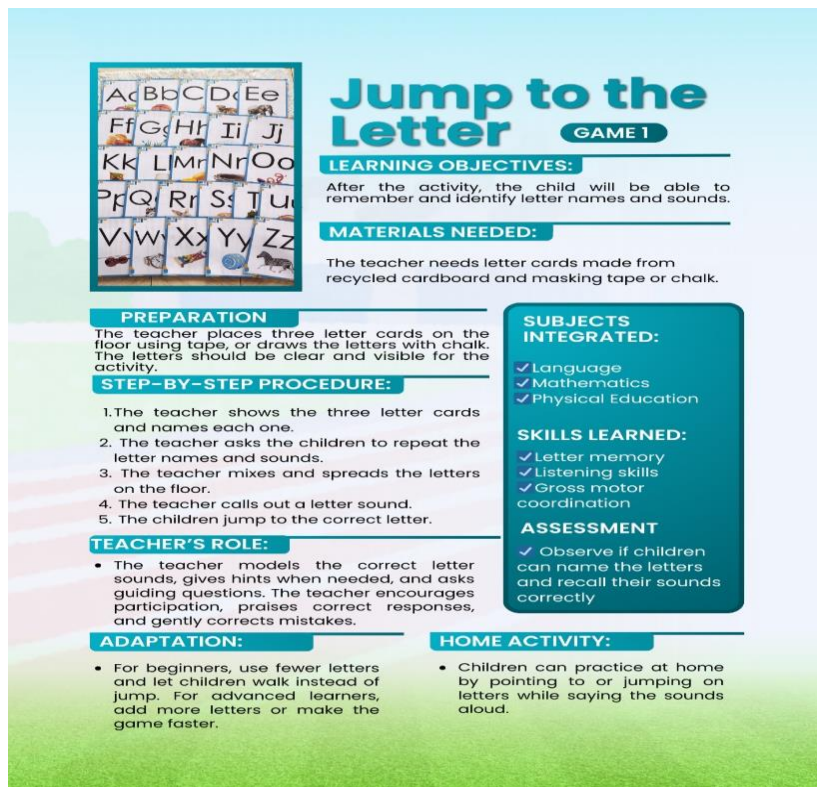 Aa Bb C D Ee
Ff G Hh Ii Jj
Kk L M Nn Oo
P Q Rr S T U
V W Xx Yy Zz
Jump to the
Letter
GAME 1
LEARNING OBJECTIVES:
After the activity, the child will be able to
remember and identify letter names and sounds.
MATERIALS NEEDED:
The teacher needs letter cards made from
recycled cardboard and masking tape or chalk.
PREPARATION
The teacher places three letter cards on the
floor using tape, or draws the letters with chalk.
The letters should be clear and visible for the
activity.
STEP-BY-STEP PROCEDURE:
1. The teacher shows the three letter cards
and names each one.
2. The teacher asks the children to repeat the
letter names and sounds.
3. The teacher mixes and spreads the letters
on the floor.
4. The teacher calls out a letter sound.
5. The children jump to the correct letter.
SUBJECTS
INTEGRATED:
Language
Mathematics
Physical Education
SKILLS LEARNED:
Letter memory
Listening skills
Gross motor
coordination
ASSESSMENT
Observe if children
can name the letters
and recall their sounds
correctly
TEACHER'S ROLE:
• The teacher models the correct letter
sounds, gives hints when needed, and asks
guiding questions. The teacher encourages
participation, praises correct responses,
and gently corrects mistakes.
ADAPTATION:
• For beginners, use fewer letters
and let children walk instead of
jump. For advanced learners,
add more letters or make the
game faster.
HOME ACTIVITY:
• Children can practice at home
by pointing to or jumping on
letters while saying the sounds
aloud.